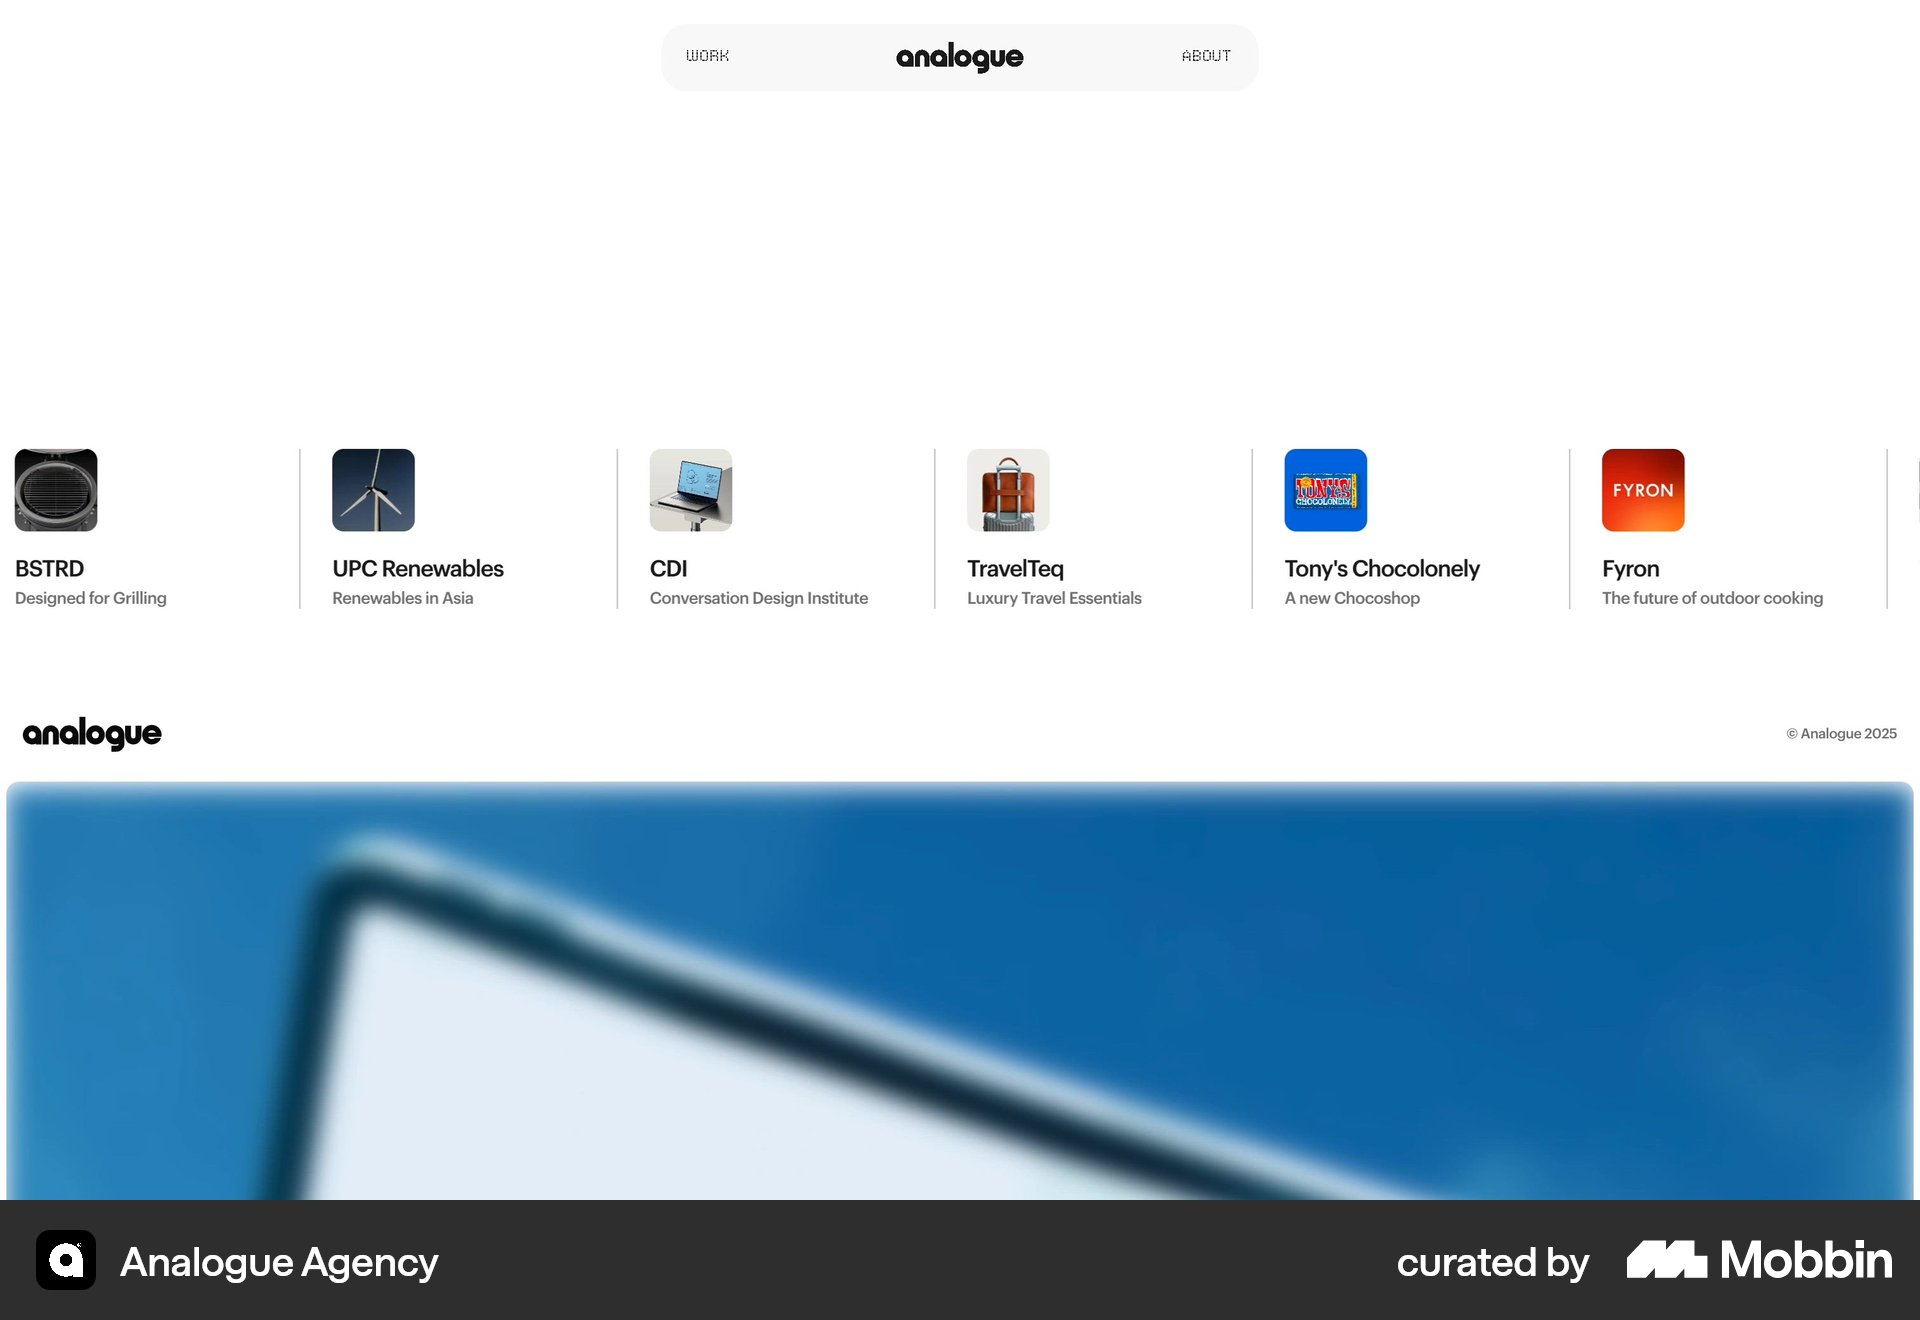 WORK
analogue
ABOUT
TONY'S
CHOCOLONELY
FYRON
BSTRD
Designed for Grilling
UPC Renewables
Renewables in Asia
CDI
Conversation Design Institute
TravelTeq
Luxury Travel Essentials
Tony's Chocolonely
A new Chocoshop
Fyron
The future of outdoor cooking
analogue
© Analogue 2025
a
Analogue Agency
curated by
Mobbin